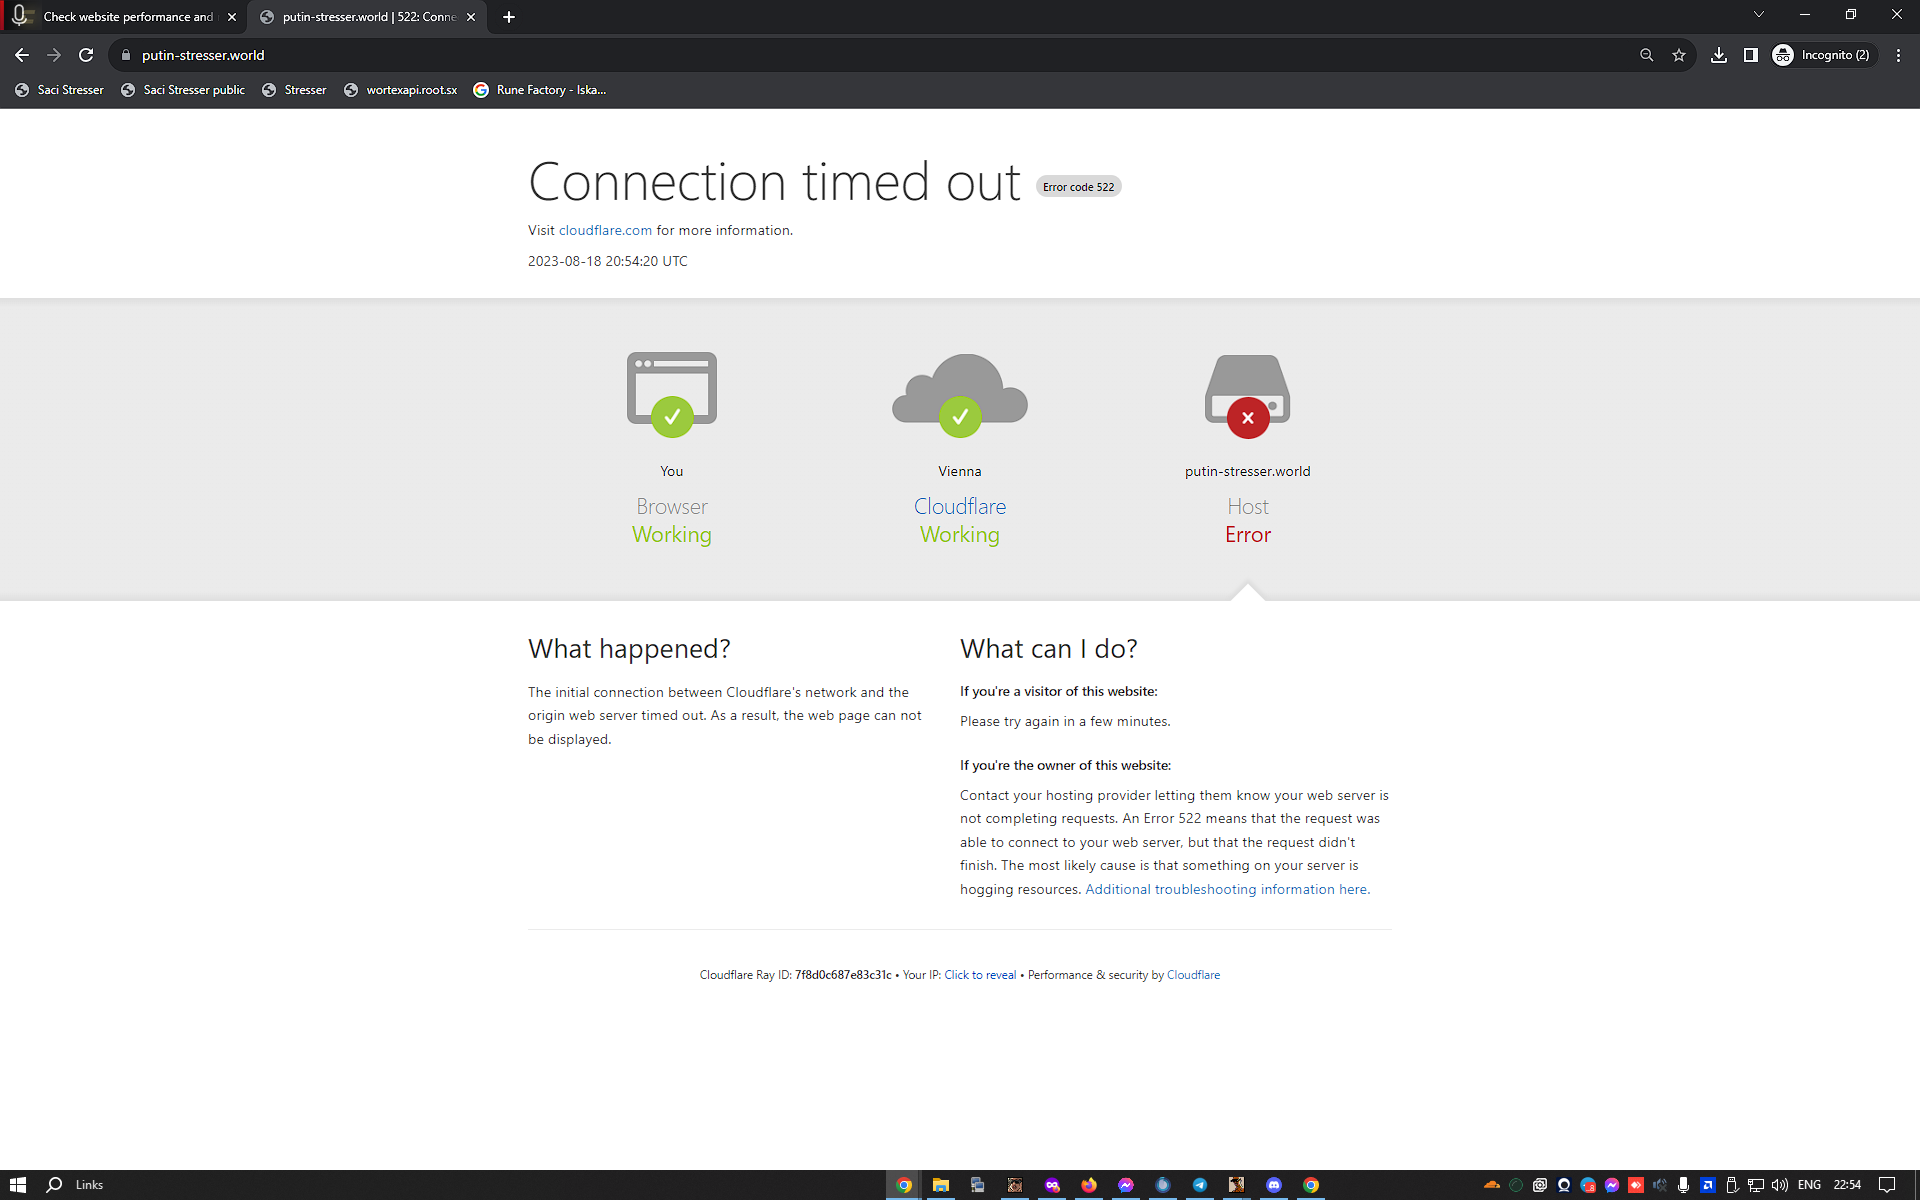 Check website performance and
putin-stresser.world | 522: Conne
putin-stresser.world
Incognito (2)
Saci Stresser
Saci Stresser public
Stresser
wortexapi.root.sx
Rune Factory - Iska...
Connection timed out
Error code 522
Visit cloudflare.com for more information.
2023-08-18 20:54:20 UTC
You
Browser
Working
Vienna
Cloudflare
Working
putin-stresser.world
Host
Error
What happened?
The initial connection between Cloudflare's network and the
origin web server timed out. As a result, the web page can not
be displayed.
What can I do?
If you're a visitor of this website:
Please try again in a few minutes.
If you're the owner of this website:
Contact your hosting provider letting them know your web server is
not completing requests. An Error 522 means that the request was
able to connect to your web server, but that the request didn't
finish. The most likely cause is that something on your server is
hogging resources. Additional troubleshooting information here.
Cloudflare Ray ID: 7f8d0c687e83c31c • Your IP: Click to reveal • Performance & security by Cloudflare
Links
ENG
22:54